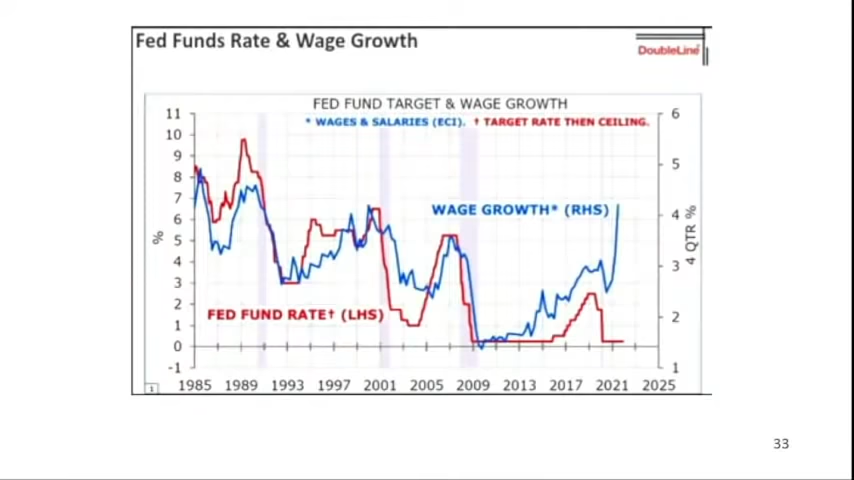 Fed Funds Rate & Wage Growth
DoubleLine
FED FUND TARGET & WAGE GROWTH
* WAGES & SALARIES (ECI). † TARGET RATE THEN CEILING.
11
10
9
8
7
6
5
4
3
2
1
0
-1
%
6
5
4
3
2
1
4 QTR %
WAGE GROWTH* (RHS)
FED FUND RATE† (LHS)
1985 1989 1993 1997 2001 2005 2009 2013 2017 2021 2025
1
33